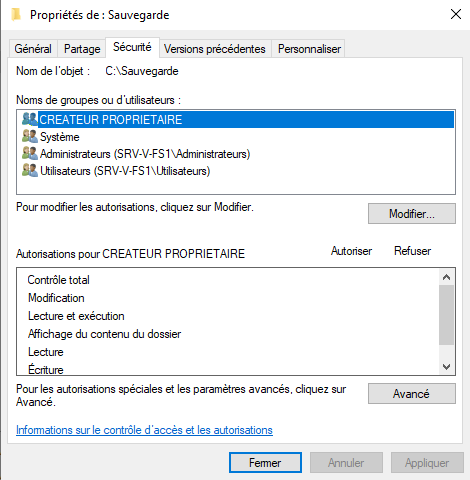 Propriétés de : Sauvegarde
Général Partage Sécurité Versions précédentes Personnaliser
Nom de l'objet : C:\Sauvegarde
Noms de groupes ou d'utilisateurs :
CREATEUR PROPRIETAIRE
Système
Administrateurs (SRV-V-FS1\Administrateurs)
Utilisateurs (SRV-V-FS1\Utilisateurs)
Pour modifier les autorisations, cliquez sur Modifier.
Modifier...
Autorisations pour CREATEUR PROPRIETAIRE Autoriser Refuser
Contrôle total
Modification
Lecture et exécution
Affichage du contenu du dossier
Lecture
Écriture
Pour les autorisations spéciales et les paramètres avancés, cliquez sur
Avancé.
Avancé
Informations sur le contrôle d'accès et les autorisations
Fermer Annuler Appliquer